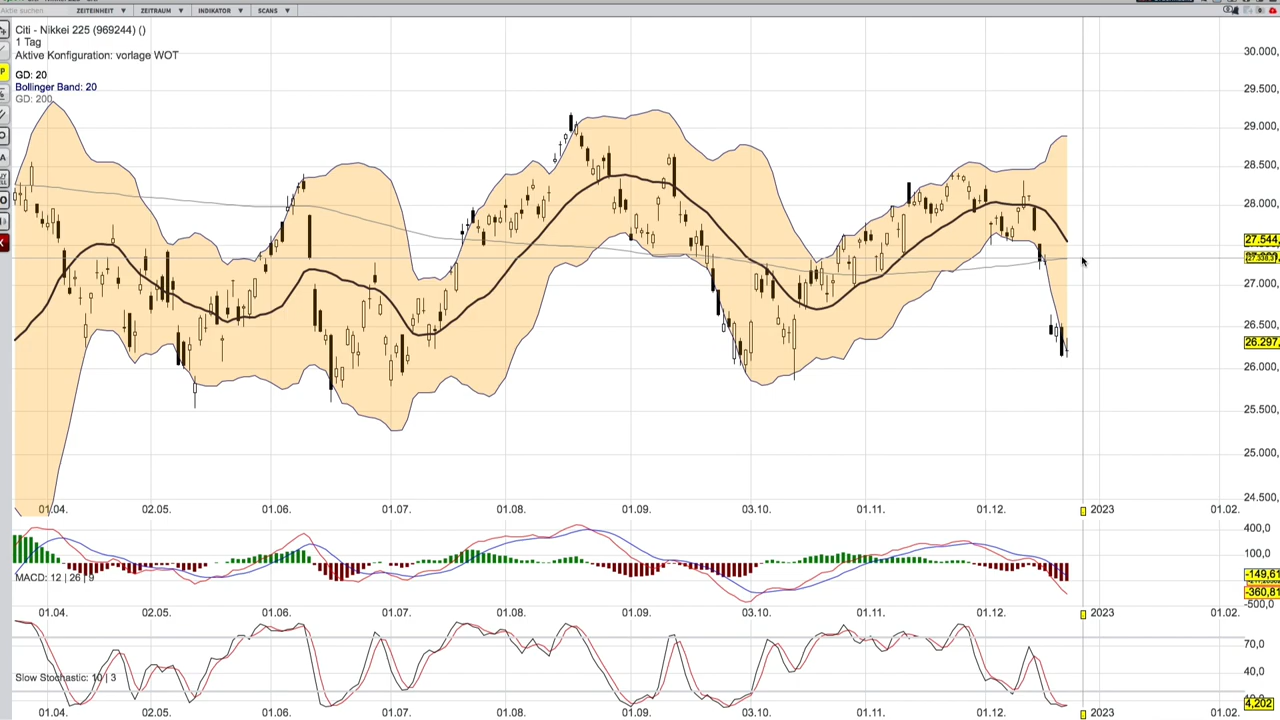 Aktie suchen
ZEITEINHEIT ▼ ZEITRAUM ▼ INDIKATOR ▼ SCANS ▼
Citi - Nikkei 225 (969244) ()
1 Tag
Aktive Konfiguration: vorlage WOT
GD: 20
Bollinger Band: 20
GD: 200
30.000,
29.500,
29.000,
28.500,
28.000,
27.544,
27.000,
26.500,
26.297,
26.000,
25.500,
25.000,
24.500,
01.04. 02.05. 01.06. 01.07. 01.08. 01.09. 03.10. 01.11. 01.12. 2023 01.02.
400,0
100,0
MACD: 12 | 26 | 9
-149,61
-360,81
-500,0
01.04. 02.05. 01.06. 01.07. 01.08. 01.09. 03.10. 01.11. 01.12. 2023 01.02.
70,0
40,0
Slow Stochastic: 10 | 3
4,202
01.04. 02.05. 01.06. 01.07. 01.08. 01.09. 03.10. 01.11. 01.12. 2023 01.02.